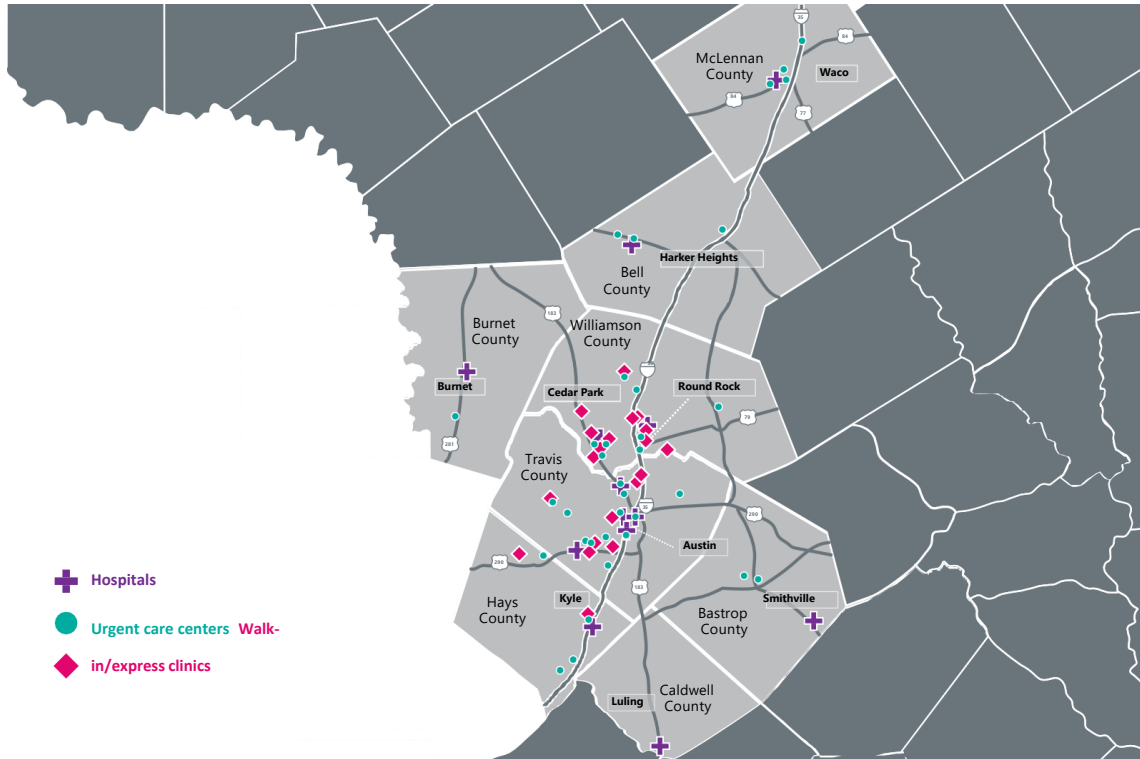 35
84
McLennan
County
Waco
84
77
Harker Heights
Bell
County
183
Burnet
County
Williamson
County
Burnet
Cedar Park
Round Rock
79
281
Travis
County
35
290
Austin
290
183
Hays
County
Kyle
Smithville
Bastrop
County
Luling
Caldwell
County
Hospitals
Urgent care centers Walk-
in/express clinics